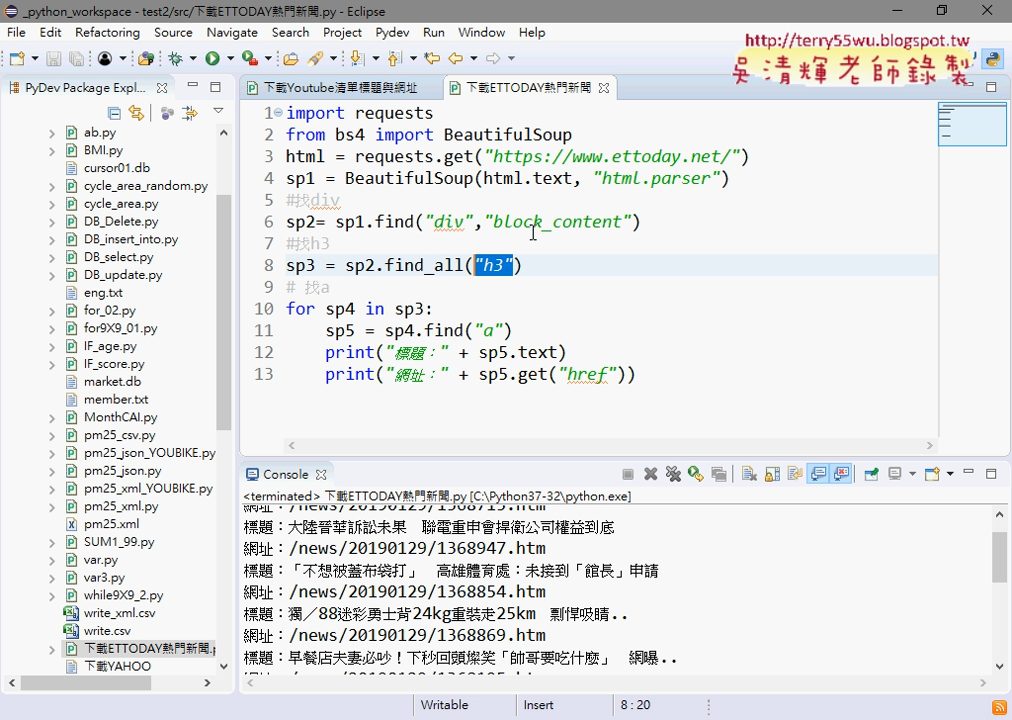 _python_workspace - test2/src/下載ETTODAY熱門新聞.py - Eclipse
File Edit Refactoring Source Navigate Search Project Pydev Run Window Help
http://terry55wu.blogspot.tw
吳清輝老師錄製
PyDev Package Expl...
下載Youtube清單標題與網址
下載ETTODAY熱門新聞
ab.py
BMI.py
cursor01.db
cycle_area_random.py
cycle_area.py
DB_Delete.py
DB_insert_into.py
DB_select.py
DB_update.py
eng.txt
for_02.py
for9X9_01.py
IF_age.py
IF_score.py
market.db
member.txt
MonthCAI.py
pm25_csv.py
pm25_json_YOUBIKE.py
pm25_json.py
pm25_xml_YOUBIKE.py
pm25_xml.py
pm25.xml
SUM1_99.py
var.py
var3.py
while9X9_2.py
write_xml.csv
write.csv
下載ETTODAY熱門新聞.p
下載YAHOO
1 import requests
2 from bs4 import BeautifulSoup
3 html = requests.get("https://www.ettoday.net/")
4 sp1 = BeautifulSoup(html.text, "html.parser")
5 #找div
6 sp2= sp1.find("div","block_content")
7 #找h3
8 sp3 = sp2.find_all("h3")
9 # 找a
10 for sp4 in sp3:
11 sp5 = sp4.find("a")
12 print("標題：" + sp5.text)
13 print("網址：" + sp5.get("href"))
Console
<terminated> 下載ETTODAY熱門新聞.py [C:\Python37-32\python.exe]
網址：/news/20190129/1368715.htm
標題：大陸晉華訴訟未果 聯電重申會捍衛公司權益到底
網址：/news/20190129/1368947.htm
標題：「不想被蓋布袋打」 高雄體育處：未接到「館長」申請
網址：/news/20190129/1368854.htm
標題：獨／88迷彩勇士背24kg重裝走25km 剽悍吸睛..
網址：/news/20190129/1368869.htm
標題：早餐店夫妻必吵！下秒回頭燦笑「帥哥要吃什麼」 網曝..
Writable
Insert
8 : 20